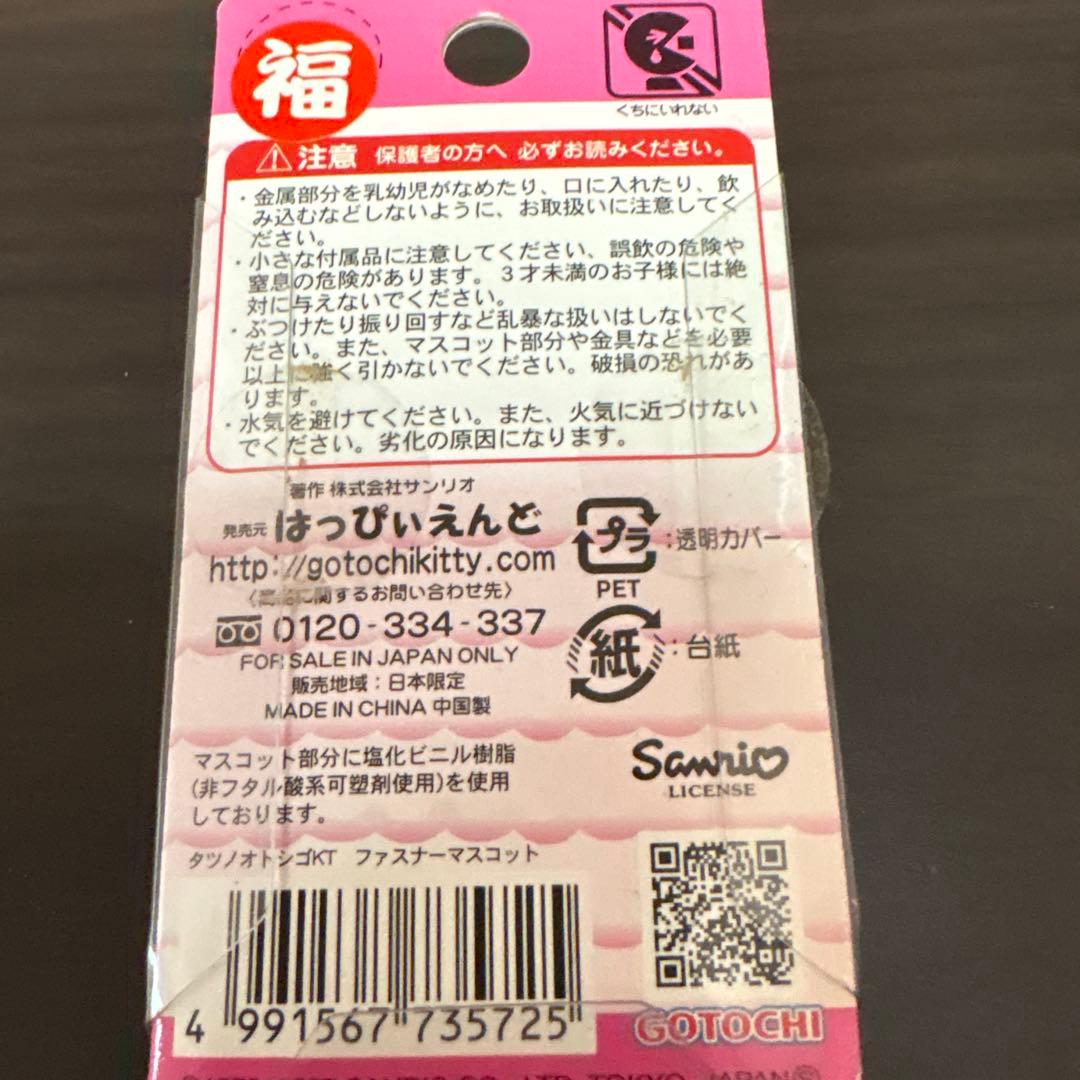 福
くちにいれない
注意 保護者の方へ 必ずお読みください。
・金属部分を乳幼児がなめたり、口に入れたり、飲
み込むなどしないように、お取扱いに注意してく
ださい。
・小さな付属品に注意してください、誤飲の危険や
窒息の危険があります。3才未満のお子様には絶
対に与えないでください。
・ぶつけたり振り回すなど乱暴な扱いはしないでく
ださい。また、マスコット部分や金具などを必要
以上に強く引かないでください。破損の恐れがあ
ります。
・水気を避けてください。また、火気に近づけない
でください。劣化の原因になります。
著作 株式会社サンリオ
発売元 はっぴぃえんど
http://gotochikitty.com
〈商品に関するお問い合わせ先〉
0120-334-337
FOR SALE IN JAPAN ONLY
販売地域:日本限定
MADE IN CHINA 中国製
プラ:透明カバー
PET
紙:台紙
マスコット部分に塩化ビニル樹脂
(非フタル酸系可塑剤使用)を使用
しております。
Sanrio
LICENSE
タツノオトシゴKT ファスナーマスコット
4 991567 735725
GOTOCHI
LTD. TOKYO, JAPAN Ⓢ